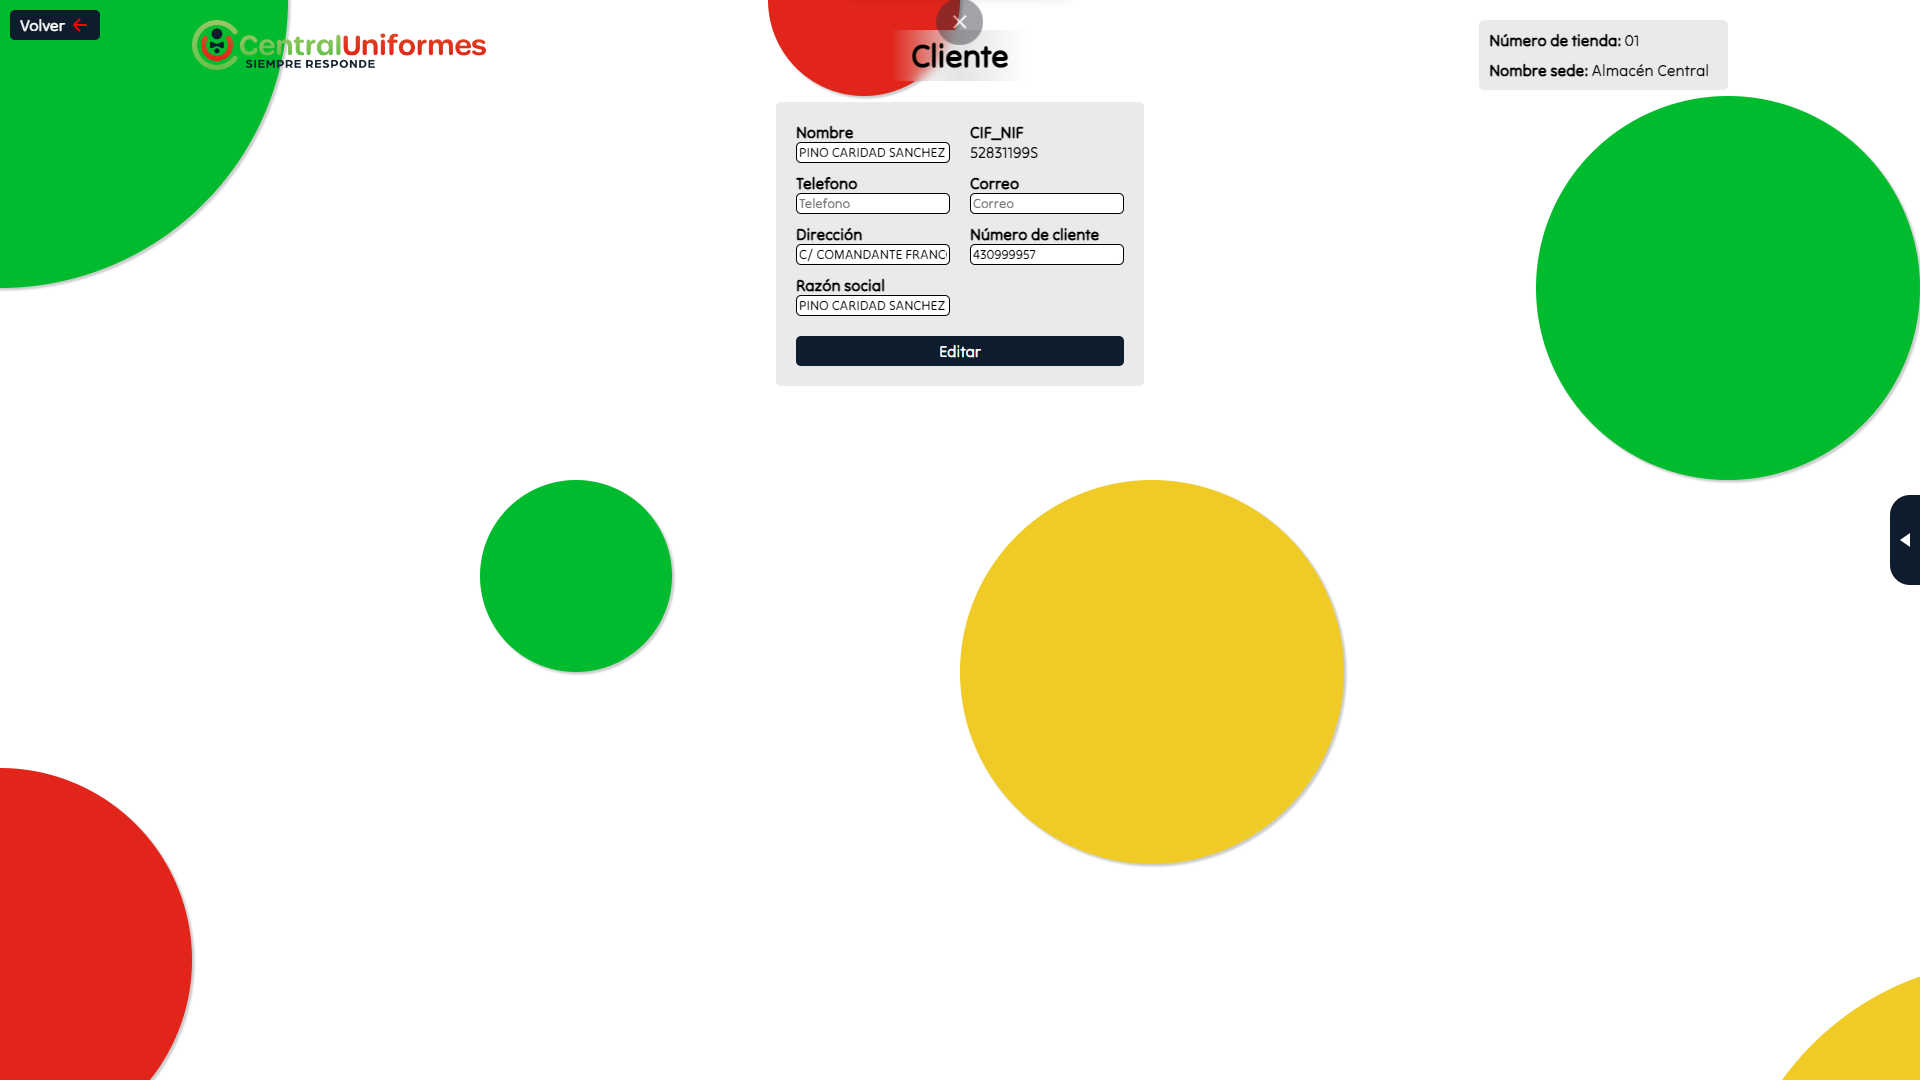 Volver
CentralUniformes
SIEMPRE RESPONDE
Cliente
Número de tienda: 01
Nombre sede: Almacén Central
Nombre
PINO CARIDAD SANCHEZ
CIF_NIF
52831199S
Telefono
Telefono
Correo
Correo
Dirección
C/ COMANDANTE FRANC
Número de cliente
430999957
Razón social
PINO CARIDAD SANCHEZ
Editar